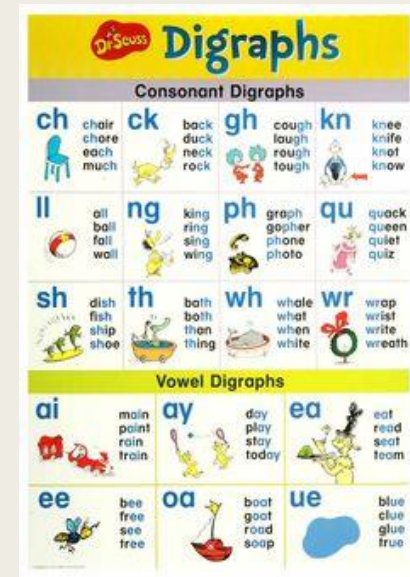 Dr. Seuss Digraphs
Consonant Digraphs
ch
chair
chore
each
much
ck
back
duck
neck
rock
gh
cough
laugh
rough
tough
kn
knee
knife
knot
know
ll
all
ball
fall
wall
ng
king
ring
sing
wing
ph
graph
gopher
phone
photo
qu
quack
queen
quiet
quiz
sh
dish
fish
ship
shoe
th
bath
both
than
thing
wh
whale
what
when
white
wr
wrap
wrist
write
wreath
Vowel Digraphs
ai
main
paint
rain
train
ay
day
play
stay
today
ea
eat
read
seat
team
ee
bee
free
see
tree
oa
boat
goat
road
soap
ue
blue
clue
glue
true